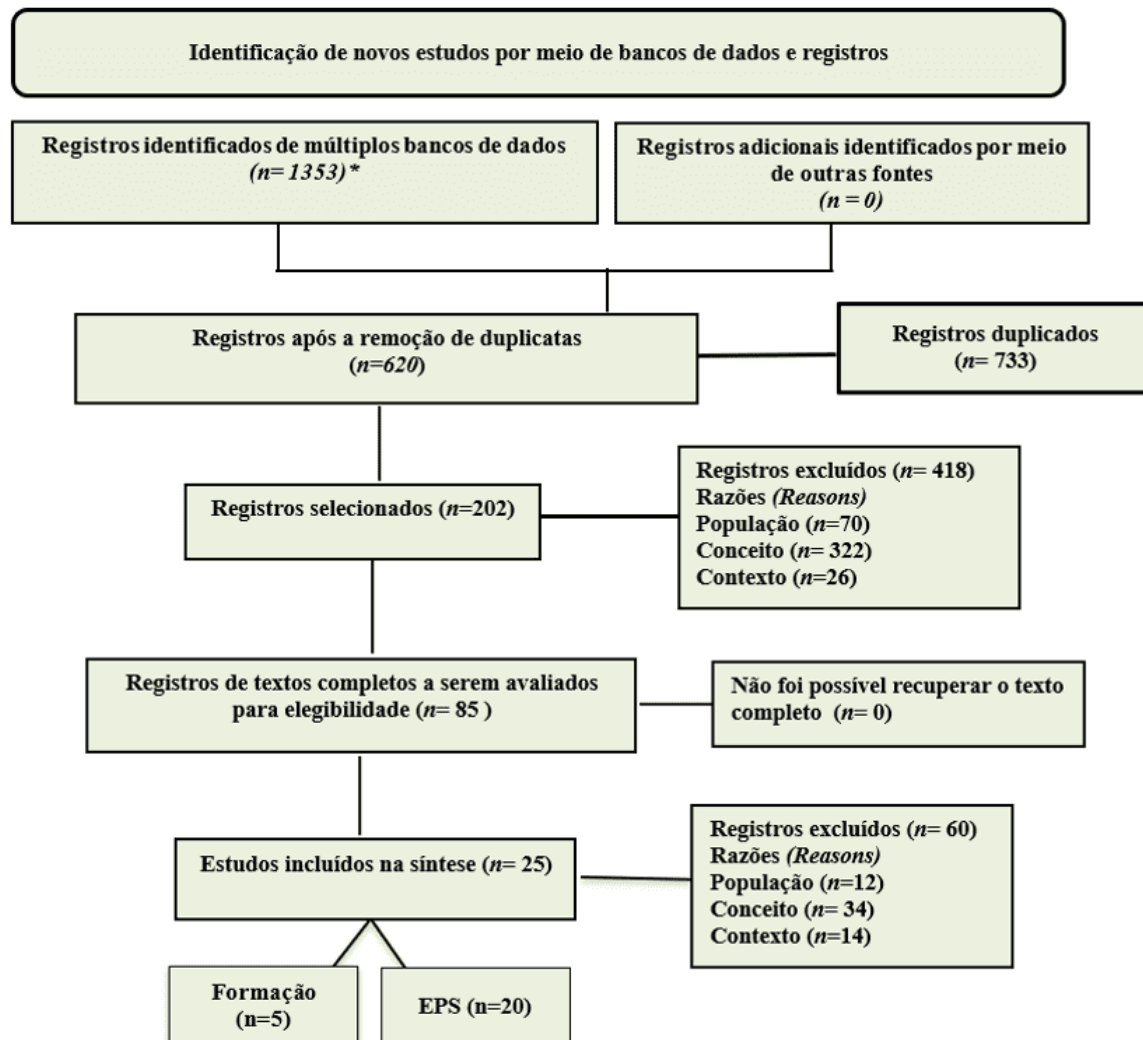 Identificação de novos estudos por meio de bancos de dados e registros
Registros identificados de múltiplos bancos de dados
(n= 1353)*
Registros adicionais identificados por meio
de outras fontes
(n = 0)
Registros após a remoção de duplicatas
(n=620)
Registros duplicados
(n= 733)
Registros selecionados (n=202)
Registros excluídos (n= 418)
Razões (Reasons)
População (n=70)
Conceito (n= 322)
Contexto (n=26)
Registros de textos completos a serem avaliados
para elegibilidade (n= 85 )
Não foi possível recuperar o texto
completo (n= 0)
Estudos incluídos na síntese (n= 25)
Registros excluídos (n= 60)
Razões (Reasons)
População (n=12)
Conceito (n= 34)
Contexto (n=14)
Formação
(n=5)
EPS (n=20)